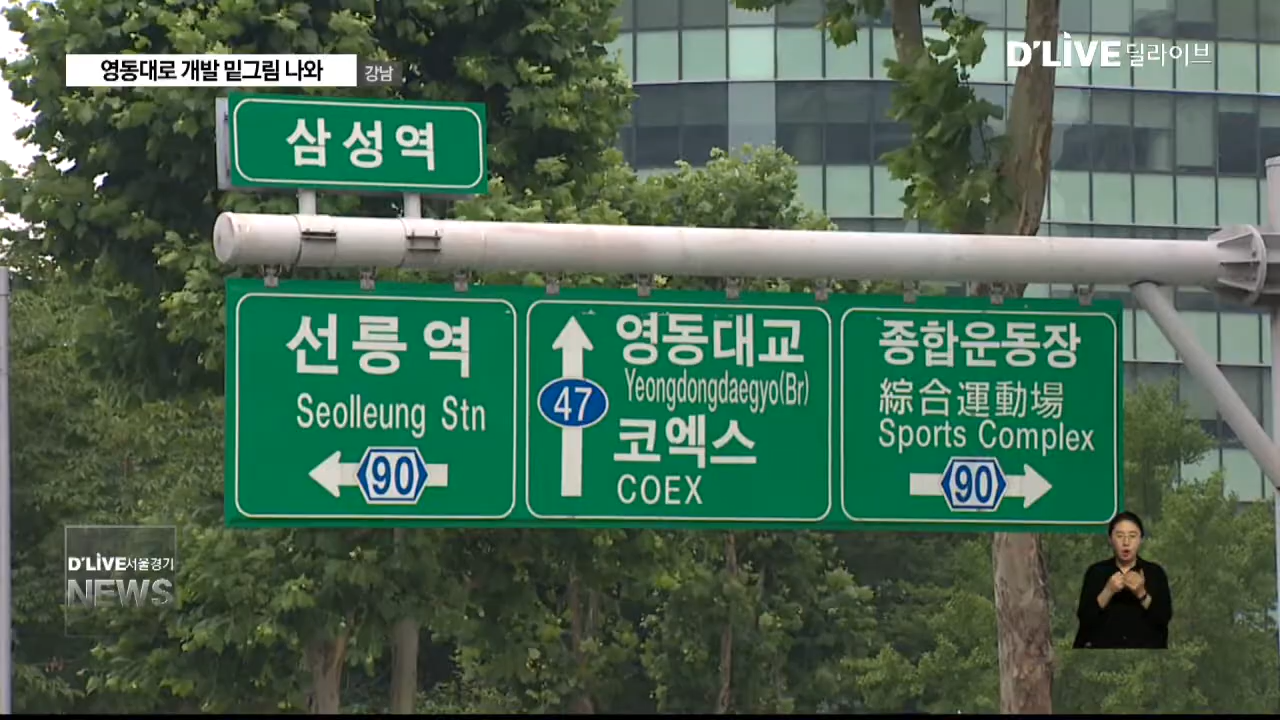 영동대로 개발 밑그림 나와
강남
D'LIVE 딜라이브
삼성역
선릉역
Seolleung Stn
90
47
영동대교
Yeongdongdaegyo(Br)
코엑스
COEX
종합운동장
綜合運動場
Sports Complex
90
D'LIVE 서울경기
NEWS